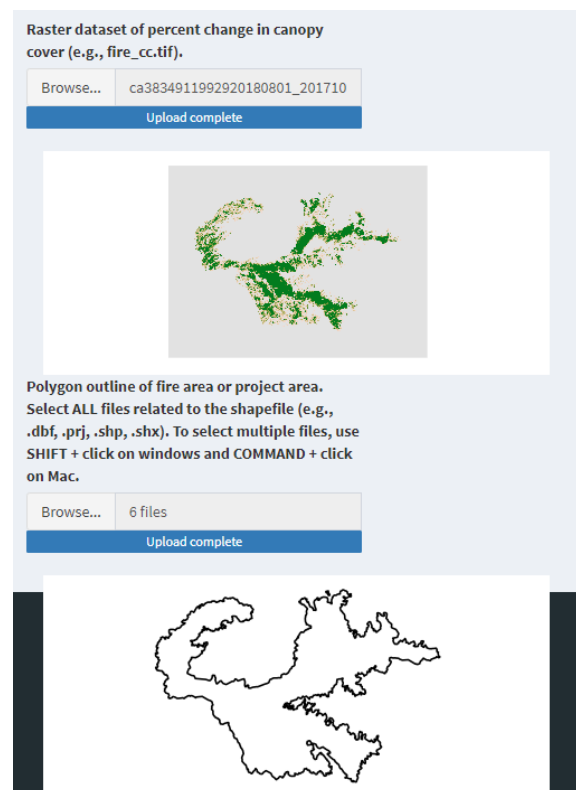 Raster dataset of percent change in canopy
cover (e.g., fire_cc.tif).
Browse... ca3834911992920180801_201710
Upload complete
Polygon outline of fire area or project area.
Select ALL files related to the shapefile (e.g.,
.dbf, .prj, .shp, .shx). To select multiple files, use
SHIFT + click on windows and COMMAND + click
on Mac.
Browse... 6 files
Upload complete